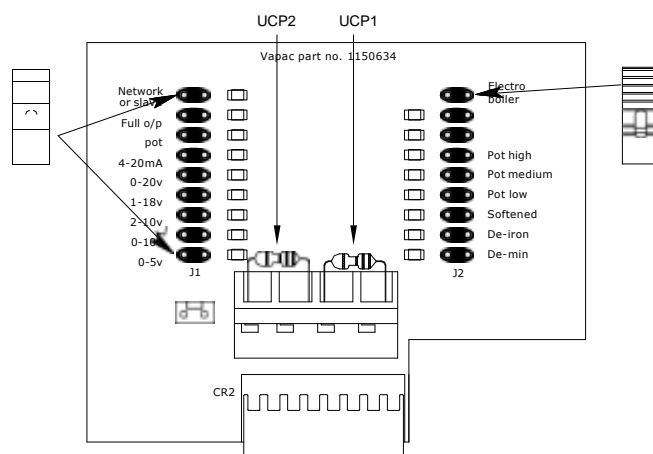 UCP2 UCP1
Vapac part no. 1150634
Network
or slave
Full o/p
pot
4-20mA
0-20v
1-18v
2-10v
0-10v
0-5v
J1
Electro
boiler
Pot high
Pot medium
Pot low
Softened
De-iron
De-min
J2
CR2